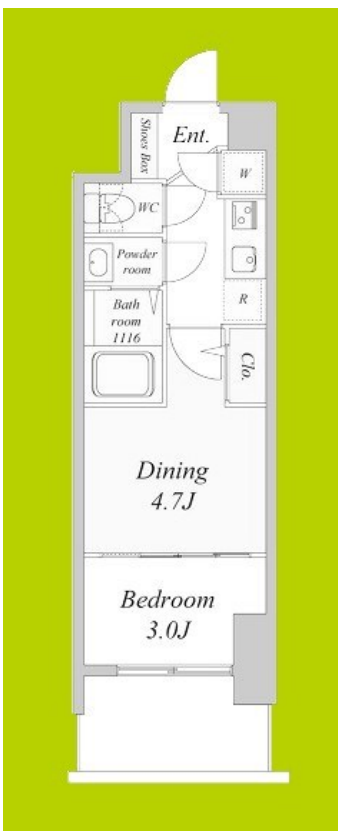 Shoes Box
Ent.
W
WC
Powder
room
Bath
room
1116
R
Clo.
Dining
4.7J
Bedroom
3.0J